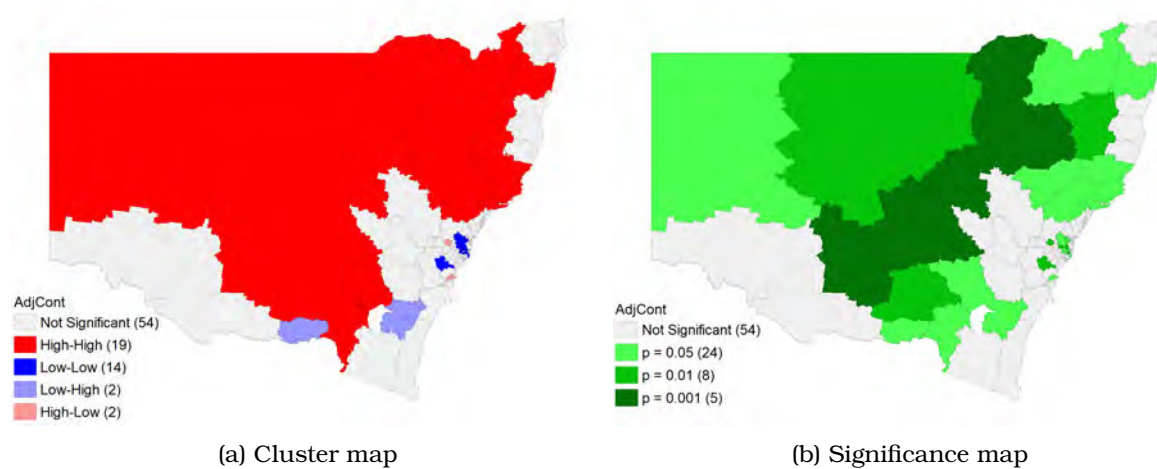 AdjCont
Not Significant (54)
High-High (19)
Low-Low (14)
Low-High (2)
High-Low (2)
(a) Cluster map
AdjCont
Not Significant (54)
p = 0.05 (24)
p = 0.01 (8)
p = 0.001 (5)
(b) Significance map